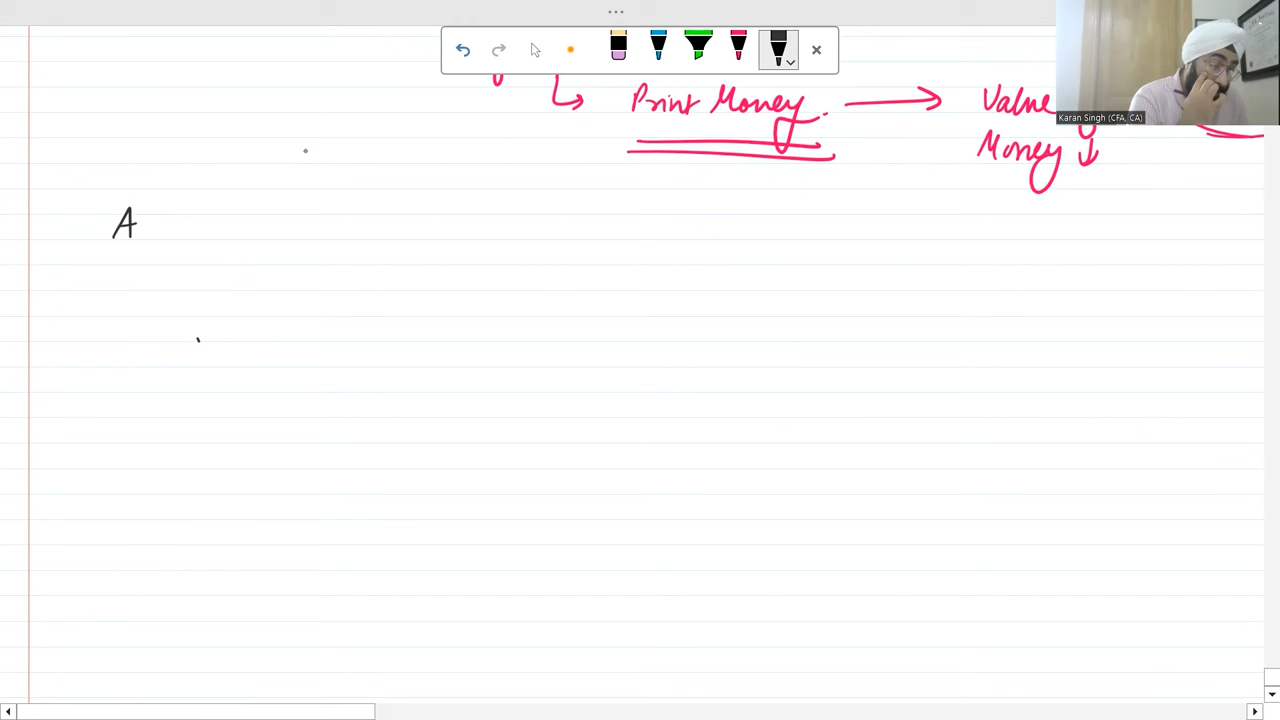 Print Money. → Value
Money ↓
A
Karan Singh (CFA, CA)